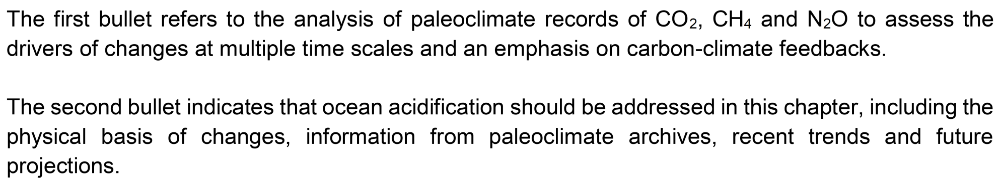 The first bullet refers to the analysis of paleoclimate records of CO₂, CH₄ and N₂O to assess the
drivers of changes at multiple time scales and an emphasis on carbon-climate feedbacks.
The second bullet indicates that ocean acidification should be addressed in this chapter, including the
physical basis of changes, information from paleoclimate archives, recent trends and future
projections.